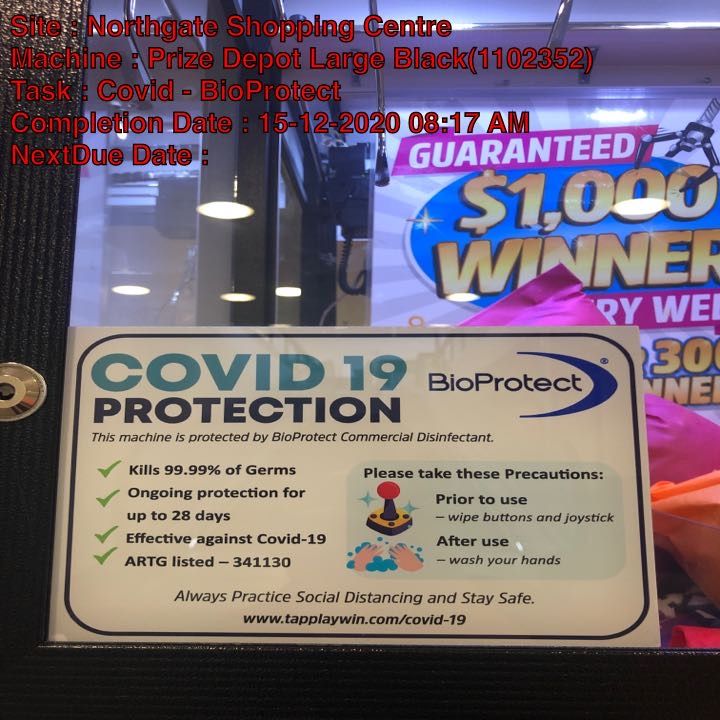 Site : Northgate Shopping Centre
Machine : Prize Depot Large Black(1102352)
Task : Covid - BioProtect
Completion Date : 15-12-2020 08:17 AM
NextDue Date :
GUARANTEED
$1,000
WINNER
RY WE
300
NNE
COVID 19
PROTECTION
BioProtect®
This machine is protected by BioProtect Commercial Disinfectant.
Kills 99.99% of Germs
Ongoing protection for
up to 28 days
Effective against Covid-19
ARTG listed – 341130
Please take these Precautions:
Prior to use
– wipe buttons and joystick
After use
– wash your hands
Always Practice Social Distancing and Stay Safe.
www.tapplaywin.com/covid-19